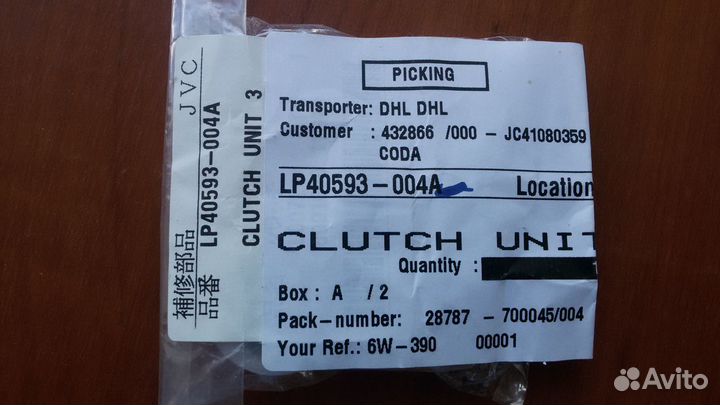 補修部品 JVC
品番 LP40593-004A
CLUTCH UNIT 3
PICKING
Transporter: DHL DHL
Customer : 432866 /000 - JC41080359
CODA
LP40593-004A Location
CLUTCH UNIT
Quantity :
Box : A / 2
Pack-number: 28787 - 700045/004
Your Ref.: 6W-390 00001
Avito